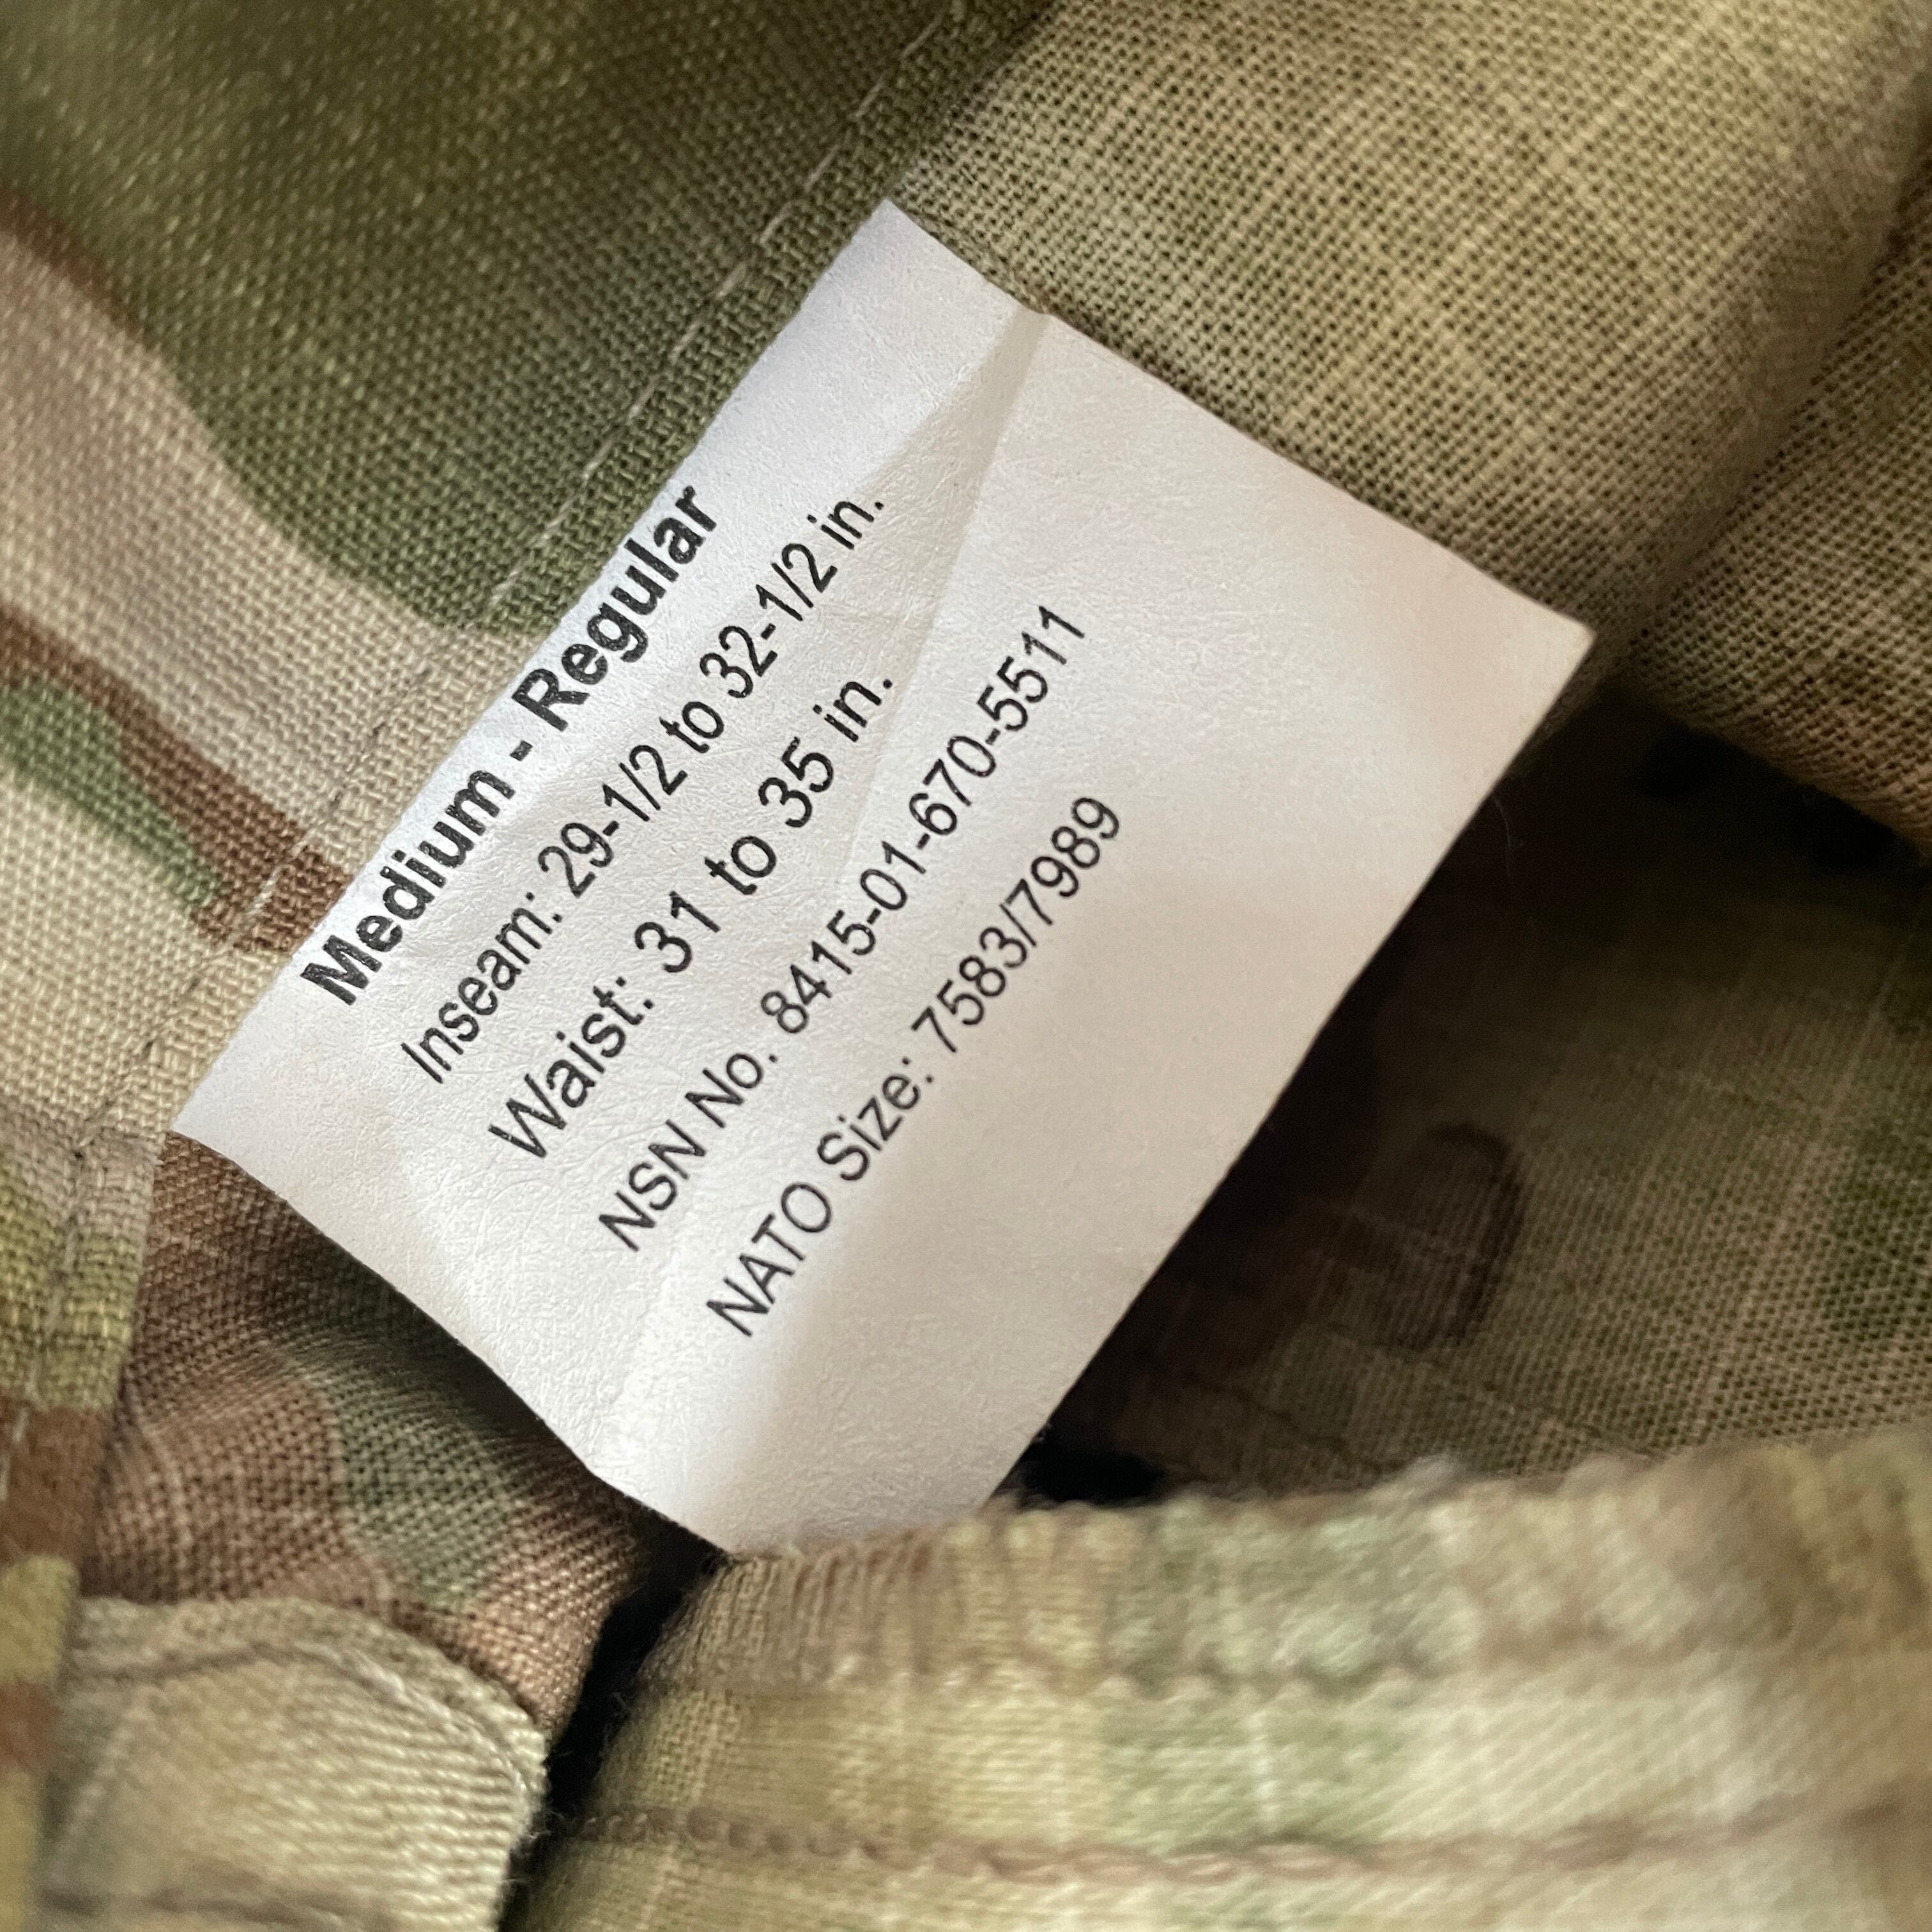 Medium - Regular
Inseam: 29-1/2 to 32-1/2 in.
Waist: 31 to 35 in.
NSN No. 8415-01-670-5511
NATO Size: 7583/7989